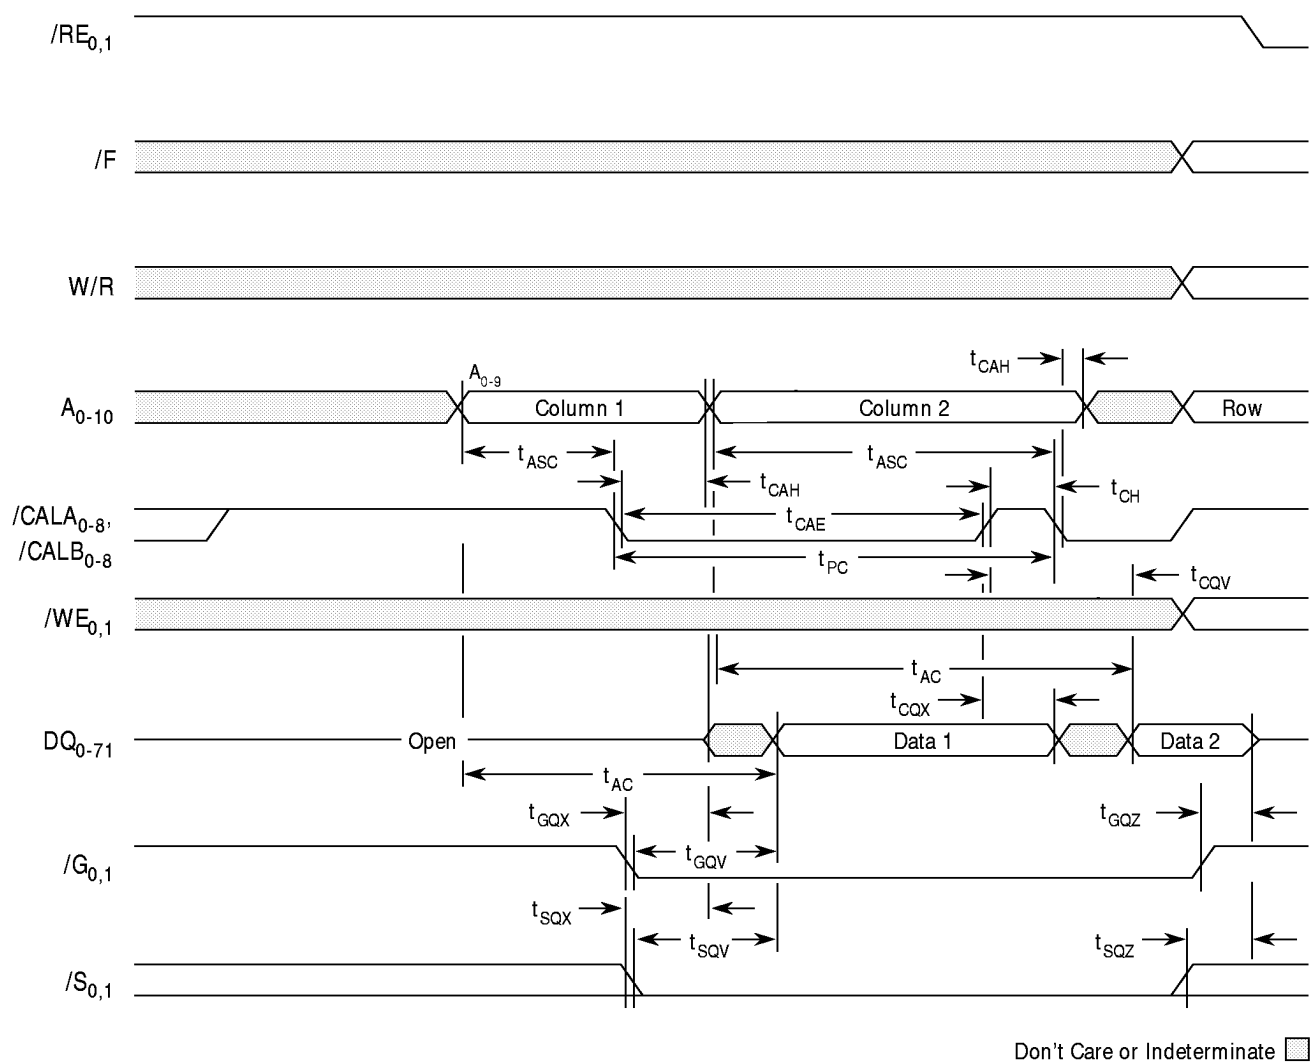 /RE0,1
/F
W/R
tCAH
A0-9
A0-10
Column 1
Column 2
Row
tASC
tASC
tCAH
tCH
/CALA0-8,
/CALB0-8
tCAE
tPC
tCQV
/WE0,1
tAC
tCQX
DQ0-71
Open
Data 1
Data 2
tAC
tGQX
tGQZ
/G0,1
tGQV
tSQX
tSQV
tSQZ
/S0,1
Don't Care or Indeterminate